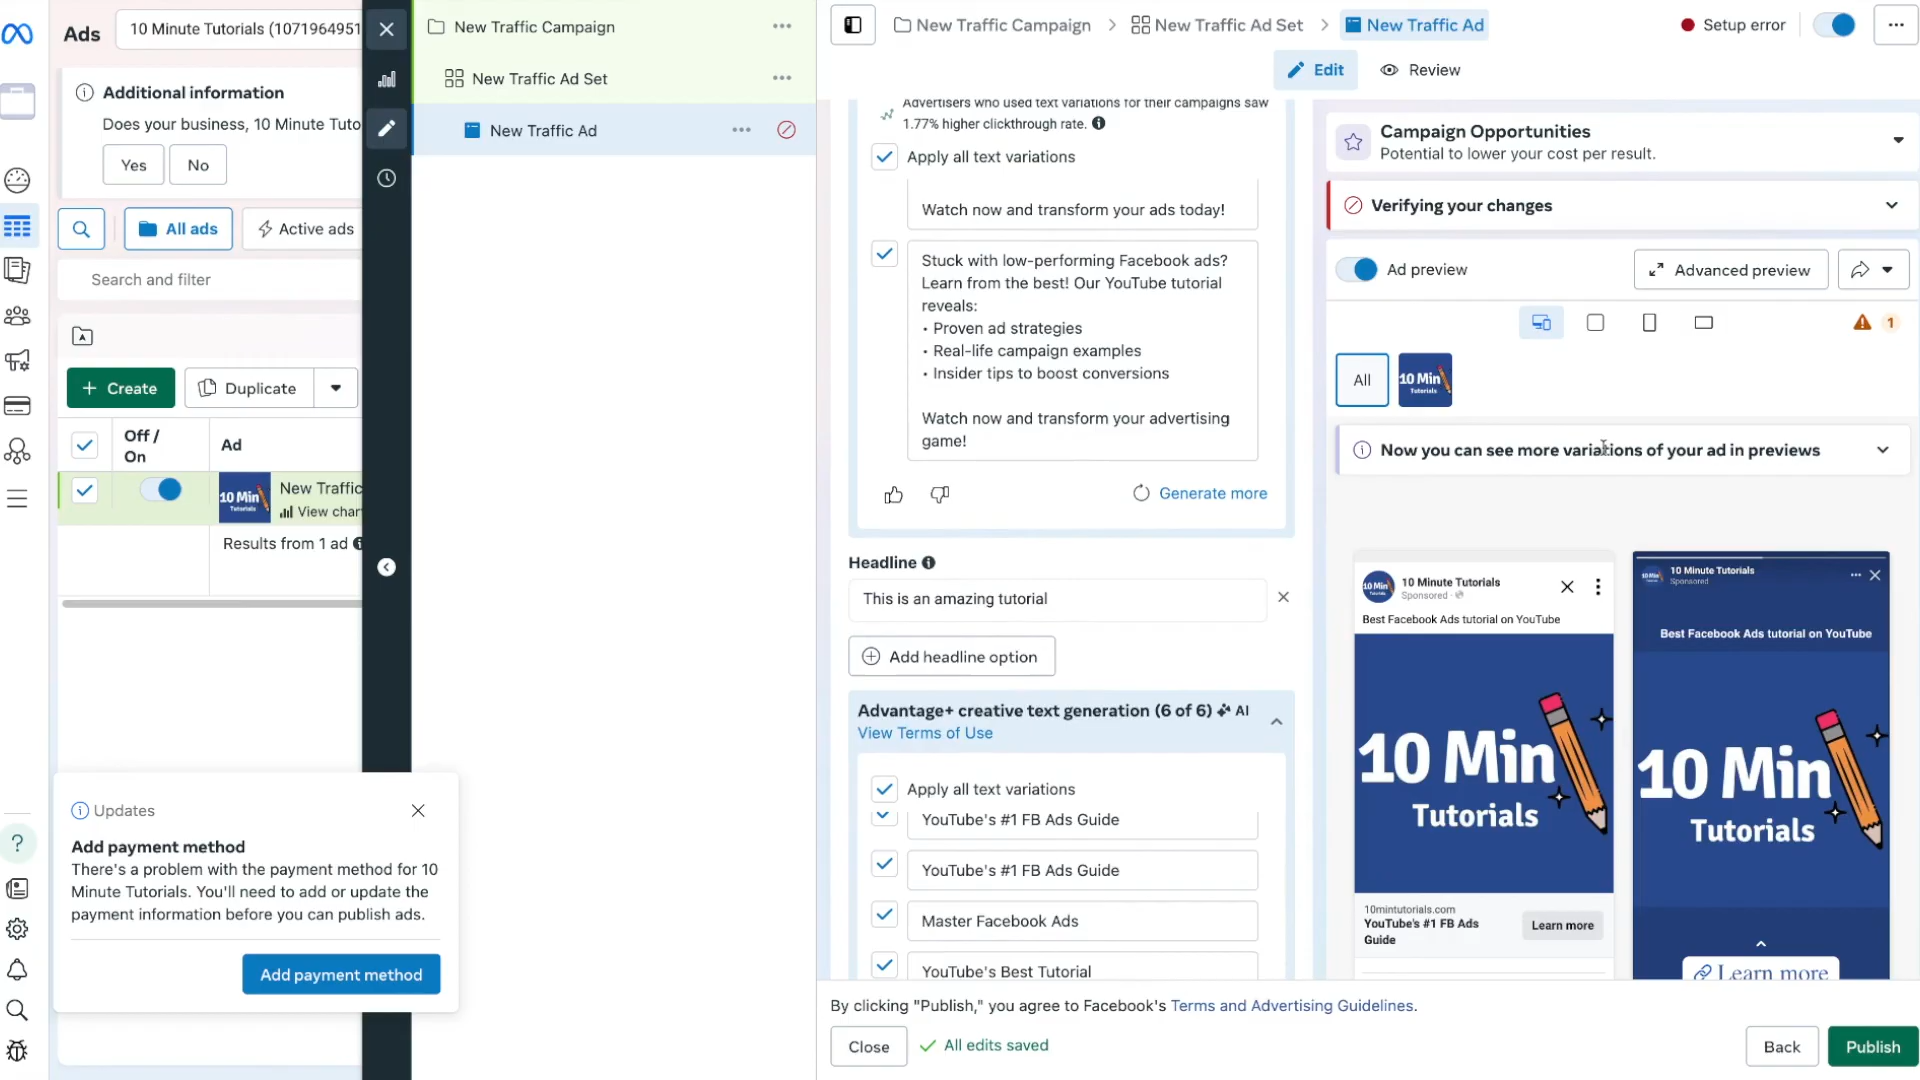 Ads
10 Minute Tutorials (1071964951
Additional information
Does your business, 10 Minute Tuto
Yes
No
All ads
Active ads
Search and filter
+ Create
Duplicate
Off /
On
Ad
10 Min
Tutorials
New Traffic
View char
Results from 1 ad
Updates
Add payment method
There's a problem with the payment method for 10
Minute Tutorials. You'll need to add or update the
payment information before you can publish ads.
Add payment method
New Traffic Campaign
New Traffic Ad Set
New Traffic Ad
New Traffic Campaign > New Traffic Ad Set > New Traffic Ad
Setup error
Edit
Review
Advertisers who used text variations for their campaigns saw
1.77% higher clickthrough rate.
Apply all text variations
Watch now and transform your ads today!
Stuck with low-performing Facebook ads?
Learn from the best! Our YouTube tutorial
reveals:
• Proven ad strategies
• Real-life campaign examples
• Insider tips to boost conversions
Watch now and transform your advertising
game!
Generate more
Headline
This is an amazing tutorial
Add headline option
Advantage+ creative text generation (6 of 6) AI
View Terms of Use
Apply all text variations
YouTube's #1 FB Ads Guide
YouTube's #1 FB Ads Guide
Master Facebook Ads
YouTube's Best Tutorial
Campaign Opportunities
Potential to lower your cost per result.
Verifying your changes
Ad preview
Advanced preview
1
All
10 Min
Tutorials
Now you can see more variations of your ad in previews
10 Min
Tutorials
10 Minute Tutorials
Sponsored ·
Best Facebook Ads tutorial on YouTube
10 Min
Tutorials
10mintutorials.com
YouTube's #1 FB Ads
Guide
Learn more
10 Min
Tutorials
10 Minute Tutorials
Sponsored
Best Facebook Ads tutorial on YouTube
10 Min
Tutorials
Learn more
By clicking "Publish," you agree to Facebook's Terms and Advertising Guidelines.
Close
All edits saved
Back
Publish